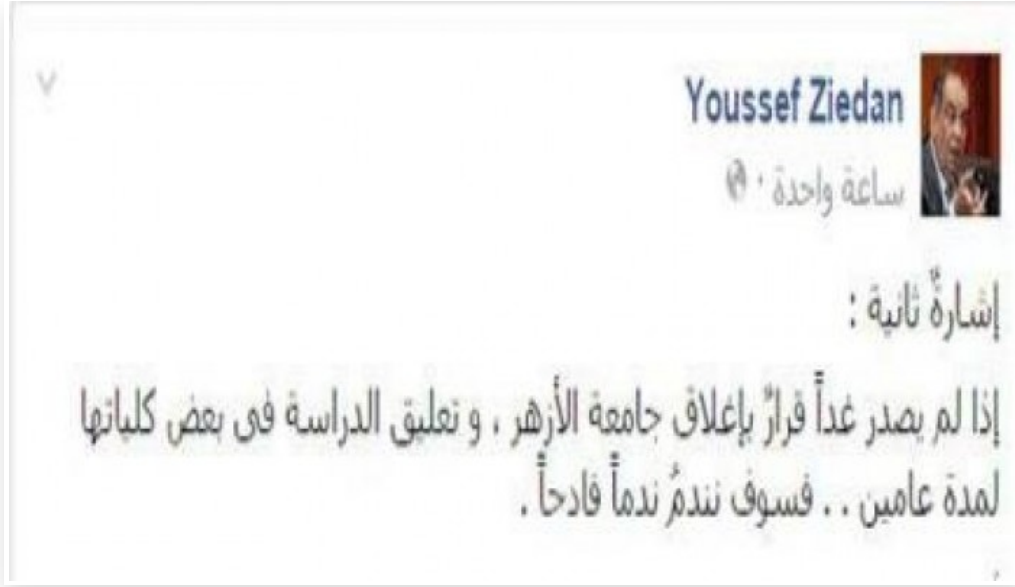 Youssef Ziedan
ساعة واحدة ·
إشارةٌ ثانية :
إذا لم يصدر غداً قرارٌ بإغلاق جامعة الأزهر ، و تعليق الدراسة فى بعض كلياتها
لمدة عامين . . فسوف نندمُ ندماً فادحاً .